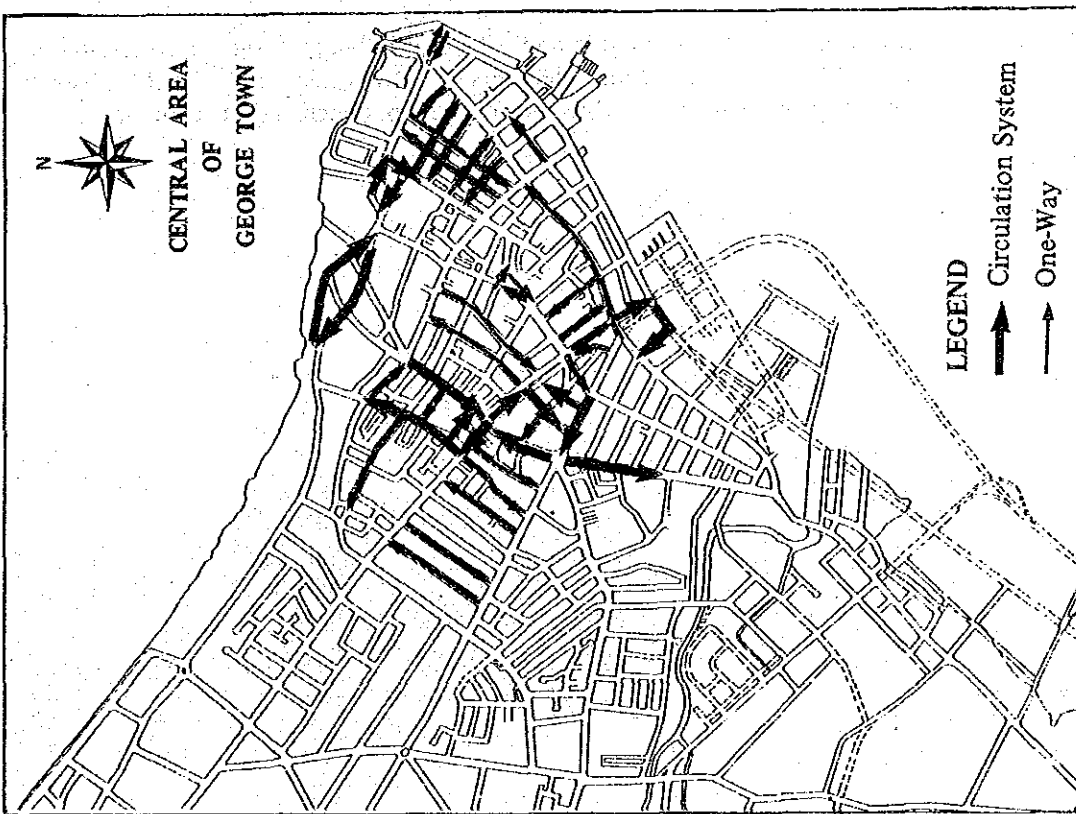 N
CENTRAL AREA
OF
GEORGE TOWN
LEGEND
Circulation System
One-Way